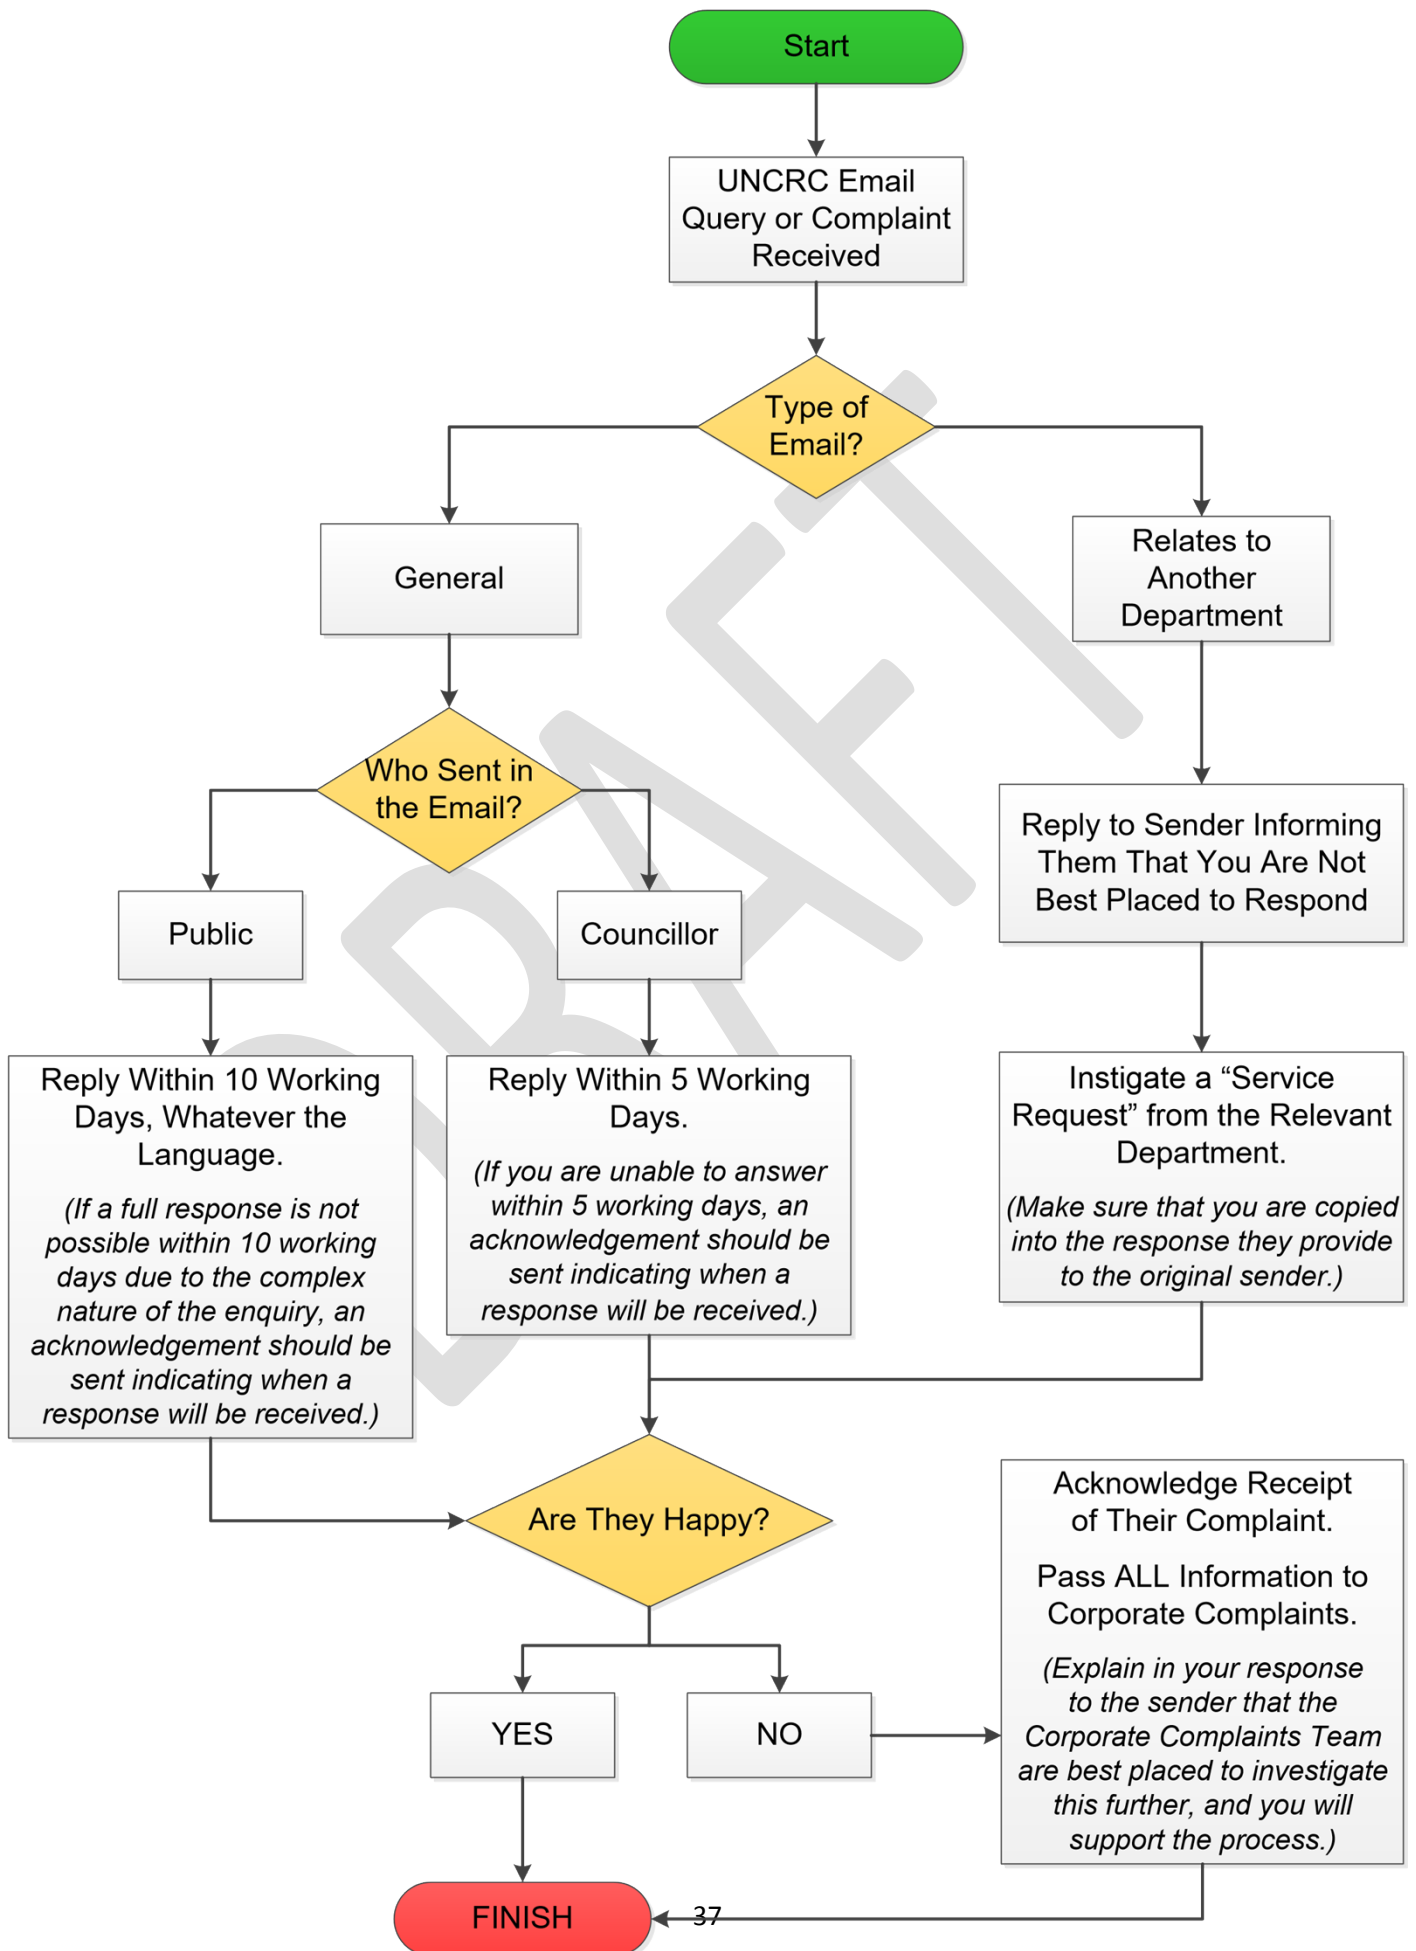 Start
UNCRC Email
Query or Complaint
Received
Type of
Email?
General
Relates to
Another
Department
Who Sent in
the Email?
Reply to Sender Informing
Them That You Are Not
Best Placed to Respond
Public
Councillor
Reply Within 10 Working
Days, Whatever the
Language.
(If a full response is not
possible within 10 working
days due to the complex
nature of the enquiry, an
acknowledgement should be
sent indicating when a
response will be received.)
Reply Within 5 Working
Days.
(If you are unable to answer
within 5 working days, an
acknowledgement should be
sent indicating when a
response will be received.)
Instigate a “Service
Request” from the Relevant
Department.
(Make sure that you are copied
into the response they provide
to the original sender.)
Are They Happy?
YES
NO
Acknowledge Receipt
of Their Complaint.
Pass ALL Information to
Corporate Complaints.
(Explain in your response
to the sender that the
Corporate Complaints Team
are best placed to investigate
this further, and you will
support the process.)
FINISH
37
DRAFT